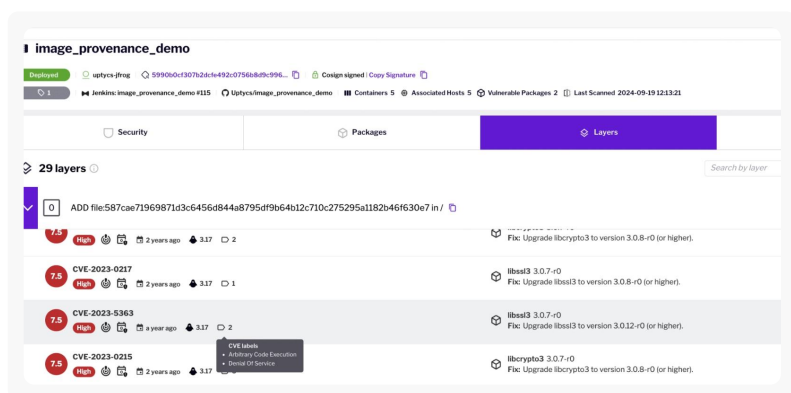 image_provenance_demo
Deployed uptycs-jfrog 5990b0cf307b2dcfe492c0756b8d9c996... Cosign signed | Copy Signature
1 Jenkins: image_provenance_demo #115 Uptycs/image_provenance_demo Containers 5 Associated Hosts 5 Vulnerable Packages 2 Last Scanned 2024-09-19 12:13:21
Security Packages Layers
29 layers Search by layer
0 ADD file:587cae71969871d3c6456d844a8795df9b64b12c710c275295a1182b46f630e7 in /
7.5 High 2 years ago 3.17 2
Fix: Upgrade libcrypto3 to version 3.0.8-r0 (or higher).
CVE-2023-0217 libssl3 3.0.7-r0
7.5 High 2 years ago 3.17 1 Fix: Upgrade libssl3 to version 3.0.8-r0 (or higher).
CVE-2023-5363 libssl3 3.0.7-r0
7.5 High a year ago 3.17 2 Fix: Upgrade libssl3 to version 3.0.12-r0 (or higher).
CVE labels
• Arbitrary Code Execution
• Denial Of Service
CVE-2023-0215 libcrypto3 3.0.7-r0
7.5 High 2 years ago 3.17 Fix: Upgrade libcrypto3 to version 3.0.8-r0 (or higher).